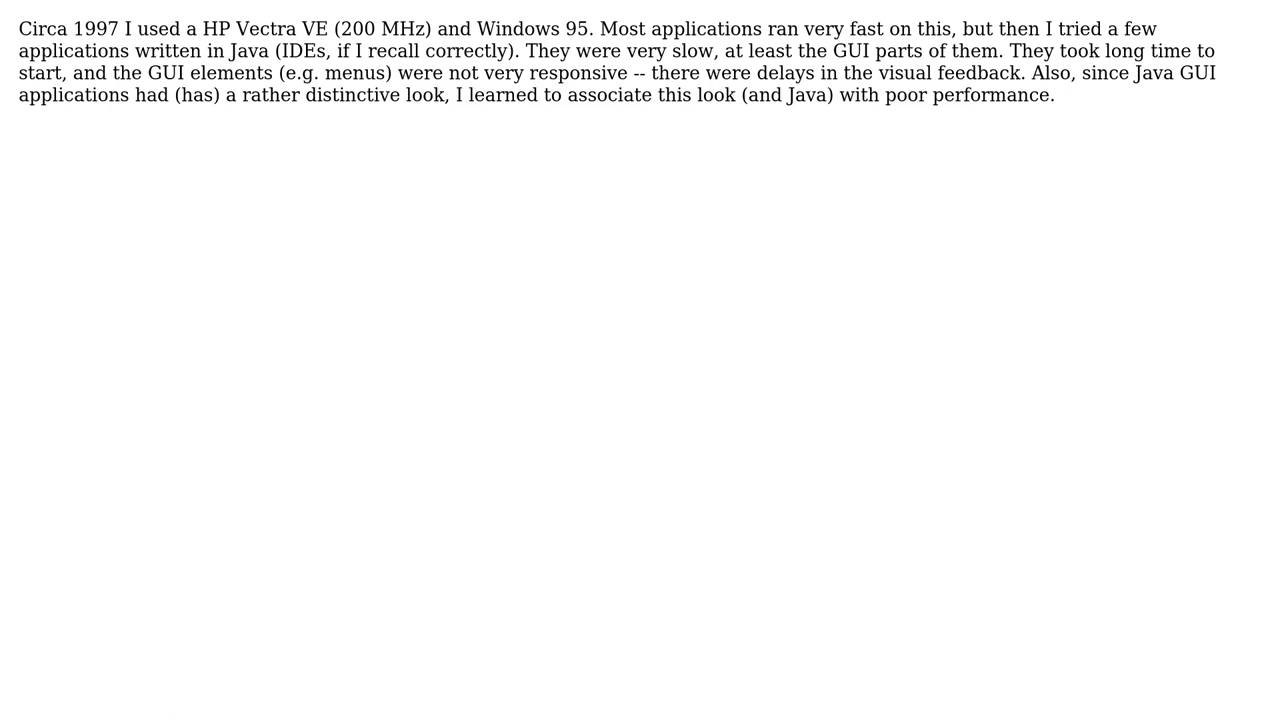 Circa 1997 I used a HP Vectra VE (200 MHz) and Windows 95. Most applications ran very fast on this, but then I tried a few
applications written in Java (IDEs, if I recall correctly). They were very slow, at least the GUI parts of them. They took long time to
start, and the GUI elements (e.g. menus) were not very responsive -- there were delays in the visual feedback. Also, since Java GUI
applications had (has) a rather distinctive look, I learned to associate this look (and Java) with poor performance.